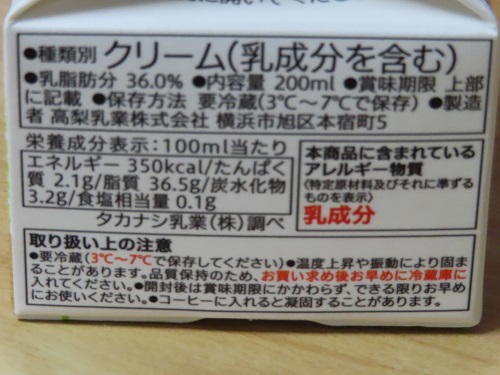 ●種類別 クリーム(乳成分を含む)
●乳脂肪分 36.0% ●内容量 200ml ●賞味期限 上部
に記載 ●保存方法 要冷蔵(3℃〜7℃で保存) ●製造
者 高梨乳業株式会社 横浜市旭区本宿町5
栄養成分表示:100ml当たり
エネルギー 350kcal/たんぱく
質 2.1g/脂質 36.5g/炭水化物
3.2g/食塩相当量 0.1g
タカナシ乳業(株)調べ
本商品に含まれている
アレルギー物質
〈特定原材料及びそれに準ずる
ものを表示〉
乳成分
取り扱い上の注意
●要冷蔵(3℃〜7℃で保存してください)●温度上昇や振動により固ま
ることがあります。品質保持のため、お買い求め後お早めに冷蔵庫に
入れてください。●開封後は賞味期限にかかわらず、できる限りお早め
にお使いください。●コーヒーに入れると凝固することがあります。